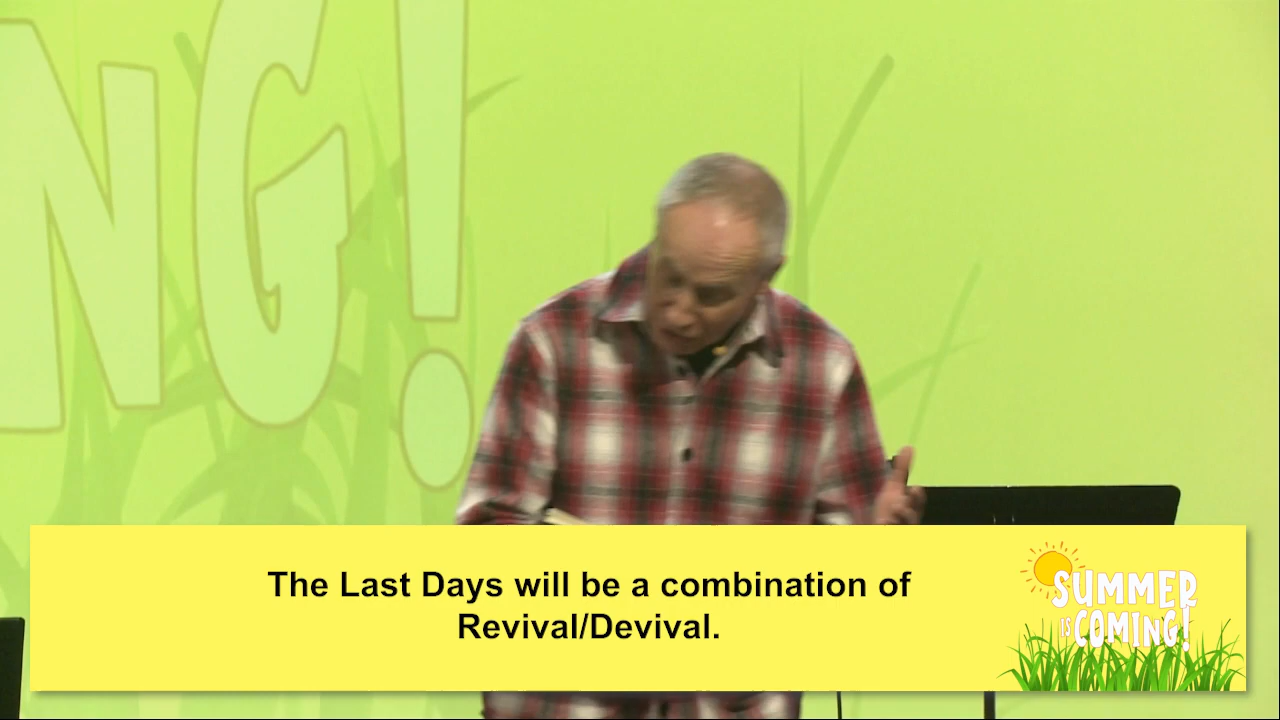 NG!
The Last Days will be a combination of
Revival/Devival.
SUMMER
IS COMING!